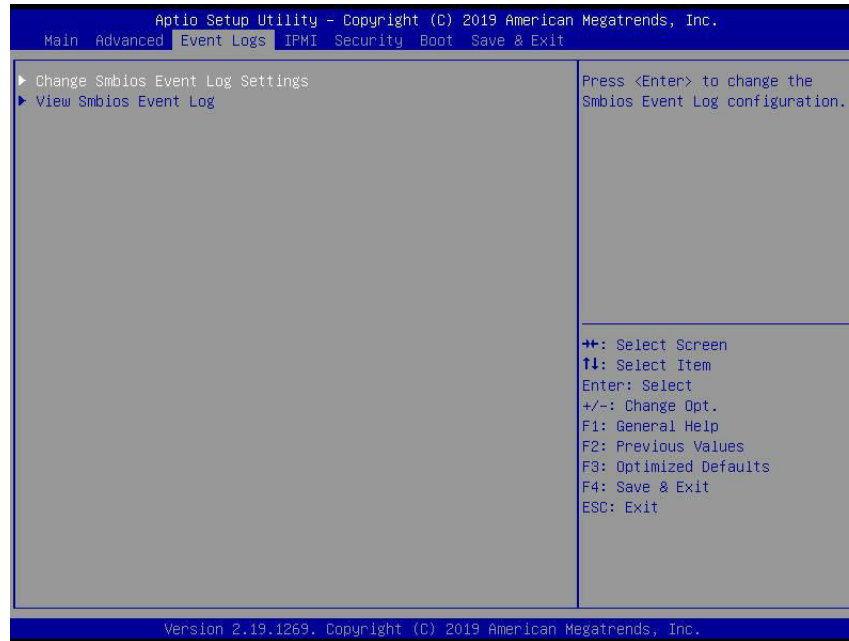 Aptio Setup Utility – Copyright (C) 2019 American Megatrends, Inc.
Main Advanced Event Logs IPMI Security Boot Save & Exit
▶ Change Smbios Event Log Settings
▶ View Smbios Event Log
Press <Enter> to change the
Smbios Event Log configuration.
→←: Select Screen
↑↓: Select Item
Enter: Select
+/-: Change Opt.
F1: General Help
F2: Previous Values
F3: Optimized Defaults
F4: Save & Exit
ESC: Exit
Version 2.19.1269. Copyright (C) 2019 American Megatrends, Inc.